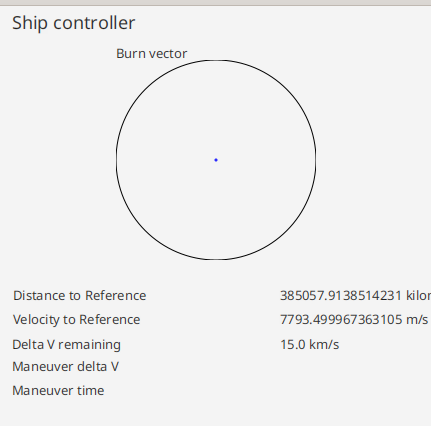 Ship controller
Burn vector
Distance to Reference 385057.9138514231 kilor
Velocity to Reference 7793.499967363105 m/s
Delta V remaining 15.0 km/s
Maneuver delta V
Maneuver time